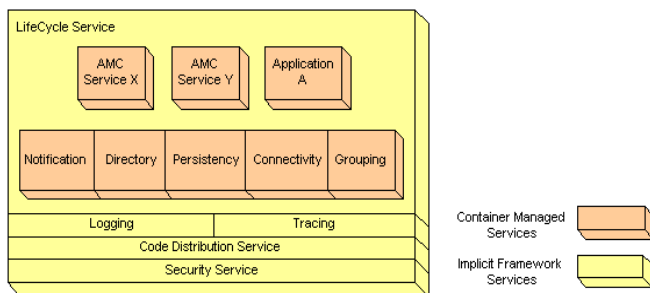 LifeCycle Service
AMC
Service X
AMC
Service Y
Application
A
Notification
Directory
Persistency
Connectivity
Grouping
Logging
Tracing
Code Distribution Service
Security Service
Container Managed
Services
Implicit Framework
Services